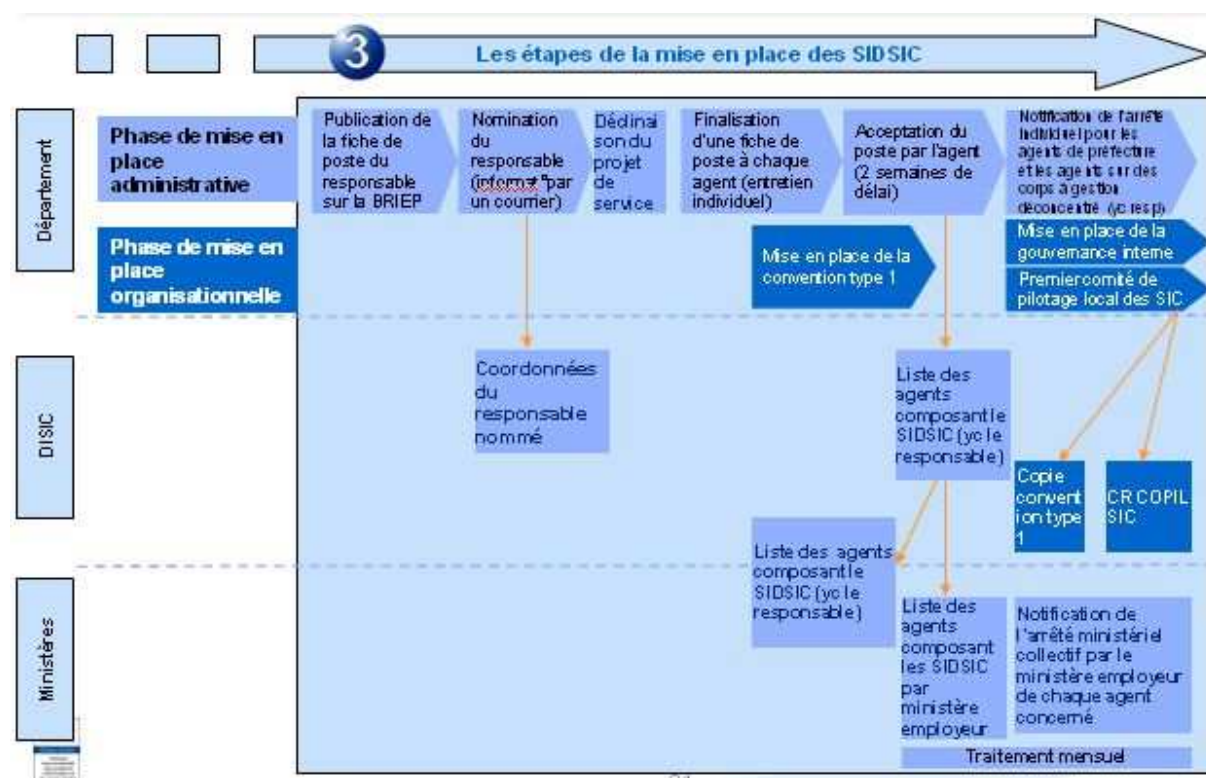 3
Les étapes de la mise en place des SIDSIC
Département
Phase de mise en
place
administrative
Publication de
la fiche de
poste du
responsable
sur la BRIEP
Nomination
du
responsable
(informat°par
un courrier)
Déclinai
son du
projet
de
service
Finalisation
d'une fiche de
poste à chaque
agent (entretien
individuel)
Acceptation du
poste par l'agent
(2 semaines de
délai)
Notification de l'arrêté
individuel pour les
agents de préfecture
et les agents sur des
corps à gestion
déconcentré (yc resp)
Phase de mise en
place
organisationnelle
Mise en place de la
convention type 1
Mise en place de la
gouvernance interne
Premier comité de
pilotage local des SIC
DISIC
Coordonnées
du
responsable
nommé
Liste des
agents
composant le
SIDSIC (yc le
responsable)
Copie
convent
ion type
1
CR COPIL
SIC
Ministères
Liste des agents
composant le
SIDSIC (yc le
responsable)
Liste des
agents
composant
les SIDSIC
par
ministère
employeur
Notification de
l'arrêté ministériel
collectif par le
ministère employeur
de chaque agent
concerné
Traitement mensuel